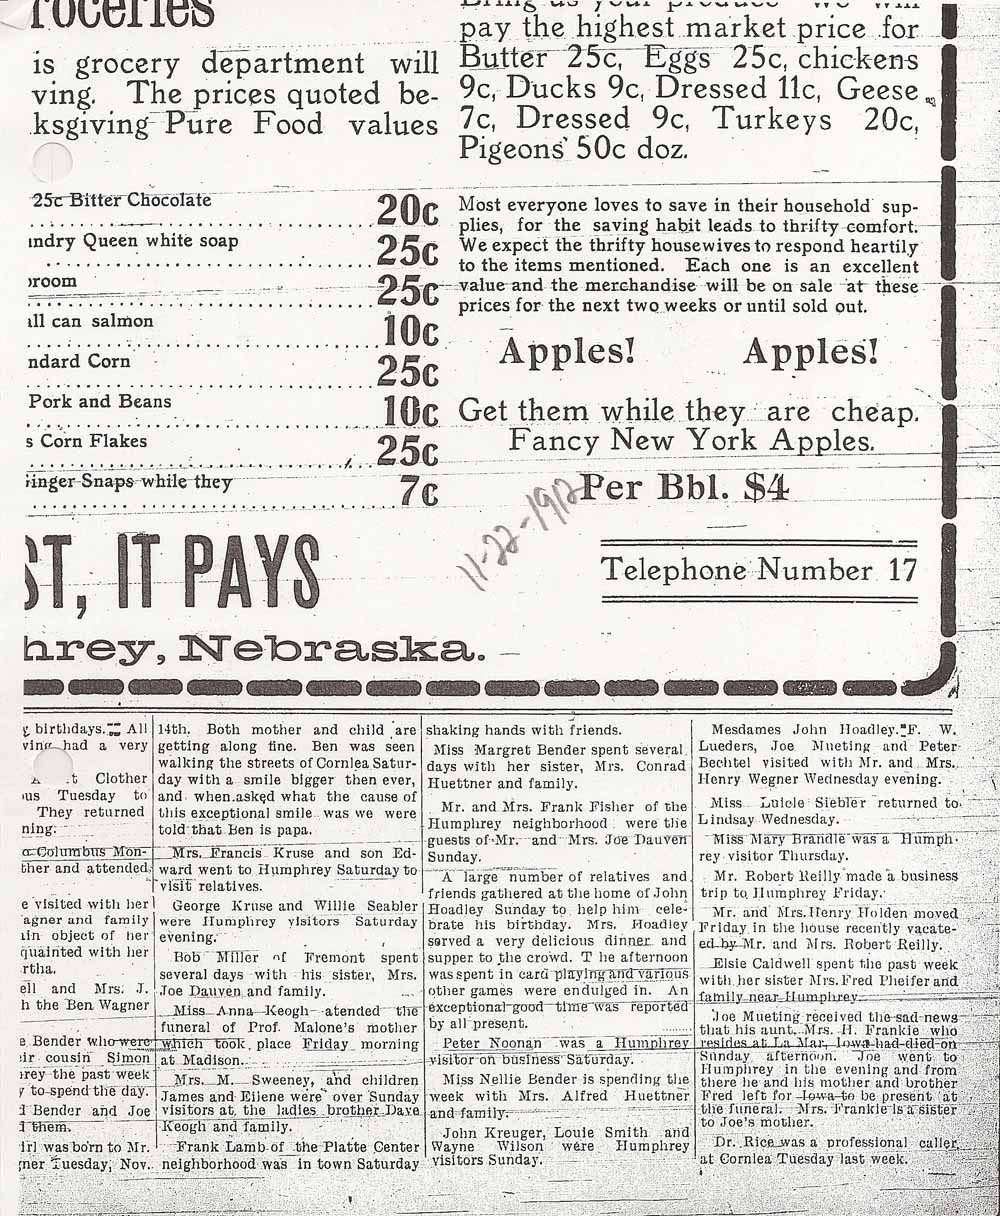 roceries
is grocery department will
ving. The prices quoted be-
ksgiving Pure Food values
25c Bitter Chocolate
20c
ndry Queen white soap
25c
room
25c
all can salmon
10c
ndard Corn
25c
Pork and Beans
10c
s Corn Flakes
25c
inger Snaps while they
7c
Bring us your produce We will
pay the highest market price for
Butter 25c, Eggs 25c, chickens
9c, Ducks 9c, Dressed 11c, Geese
7c, Dressed 9c, Turkeys 20c,
Pigeons 50c doz.
Most everyone loves to save in their household sup-
plies, for the saving habit leads to thrifty comfort.
We expect the thrifty housewives to respond heartily
to the items mentioned. Each one is an excellent
value and the merchandise will be on sale at these
prices for the next two weeks or until sold out.
Apples! Apples!
Get them while they are cheap.
Fancy New York Apples.
Per Bbl. $4
11-22-1912
Telephone Number 17
ST, IT PAYS
hrey, Nebraska.
birthdays. All
ving had a very
t Clother
us Tuesday to
They returned
ning.
o Columbus Mon-
ther and attended
e visited with her
agner and family
ain object of her
quainted with her
rtha.
ell and Mrs. J.
h the Ben Wagner
e Bender who were
ir cousin Simon
rey the past week
y to spend the day.
d Bender and Joe
d them.
irl was born to Mr.
ner Tuesday, Nov.
14th. Both mother and child are
getting along fine. Ben was seen
walking the streets of Cornlea Satur-
day with a smile bigger then ever,
and when asked what the cause of
this exceptional smile was we were
told that Ben is papa.
Mrs. Francis Kruse and son Ed-
ward went to Humphrey Saturday to
visit relatives.
George Kruse and Willie Seabler
were Humphrey visitors Saturday
evening.
Bob Miller of Fremont spent
several days with his sister, Mrs.
Joe Dauven and family.
Miss Anna Keogh atended the
funeral of Prof. Malone's mother
which took place Friday morning
at Madison.
Mrs. M. Sweeney, and children
James and Eilene were over Sunday
visitors at the ladies brother Dave
Keogh and family.
Frank Lamb of the Platte Center
neighborhood was in town Saturday
shaking hands with friends.
Miss Margret Bender spent several
days with her sister, Mrs. Conrad
Huettner and family.
Mr. and Mrs. Frank Fisher of the
Humphrey neighborhood were the
guests of Mr. and Mrs. Joe Dauven
Sunday.
A large number of relatives and
friends gathered at the home of John
Hoadley Sunday to help him cele-
brate his birthday. Mrs. Hoadley
served a very delicious dinner and
supper to the crowd. T he afternoon
was spent in card playing and various
other games were endulged in. An
exceptional good time was reported
by all present.
Peter Noonan was a Humphrey
visitor on business Saturday.
Miss Nellie Bender is spending the
week with Mrs. Alfred Huettner
and family.
John Kreuger, Louie Smith and
Wayne Wilson were Humphrey
visitors Sunday.
Mesdames John Hoadley. F. W.
Lueders, Joe Mueting and Peter
Bechtel visited with Mr. and Mrs.
Henry Wegner Wednesday evening.
Miss Luicle Siebler returned to
Lindsay Wednesday.
Miss Mary Brandle was a Humph-
rey visitor Thursday.
Mr. Robert Reilly made a business
trip to Humphrey Friday.
Mr. and Mrs. Henry Holden moved
Friday in the house recently vacate-
ed by Mr. and Mrs. Robert Reilly.
Elsie Caldwell spent the past week
with her sister Mrs. Fred Pheifer and
family near Humphrey.
Joe Mueting received the sad news
that his aunt, Mrs. H. Frankie who
resides at La Mar, Iowa had died on
Sunday afternoon. Joe went to
Humphrey in the evening and from
there he and his mother and brother
Fred left for Iowa to be present at
the funeral. Mrs. Frankie is a sister
to Joe's mother.
Dr. Rice was a professional caller
at Cornlea Tuesday last week.